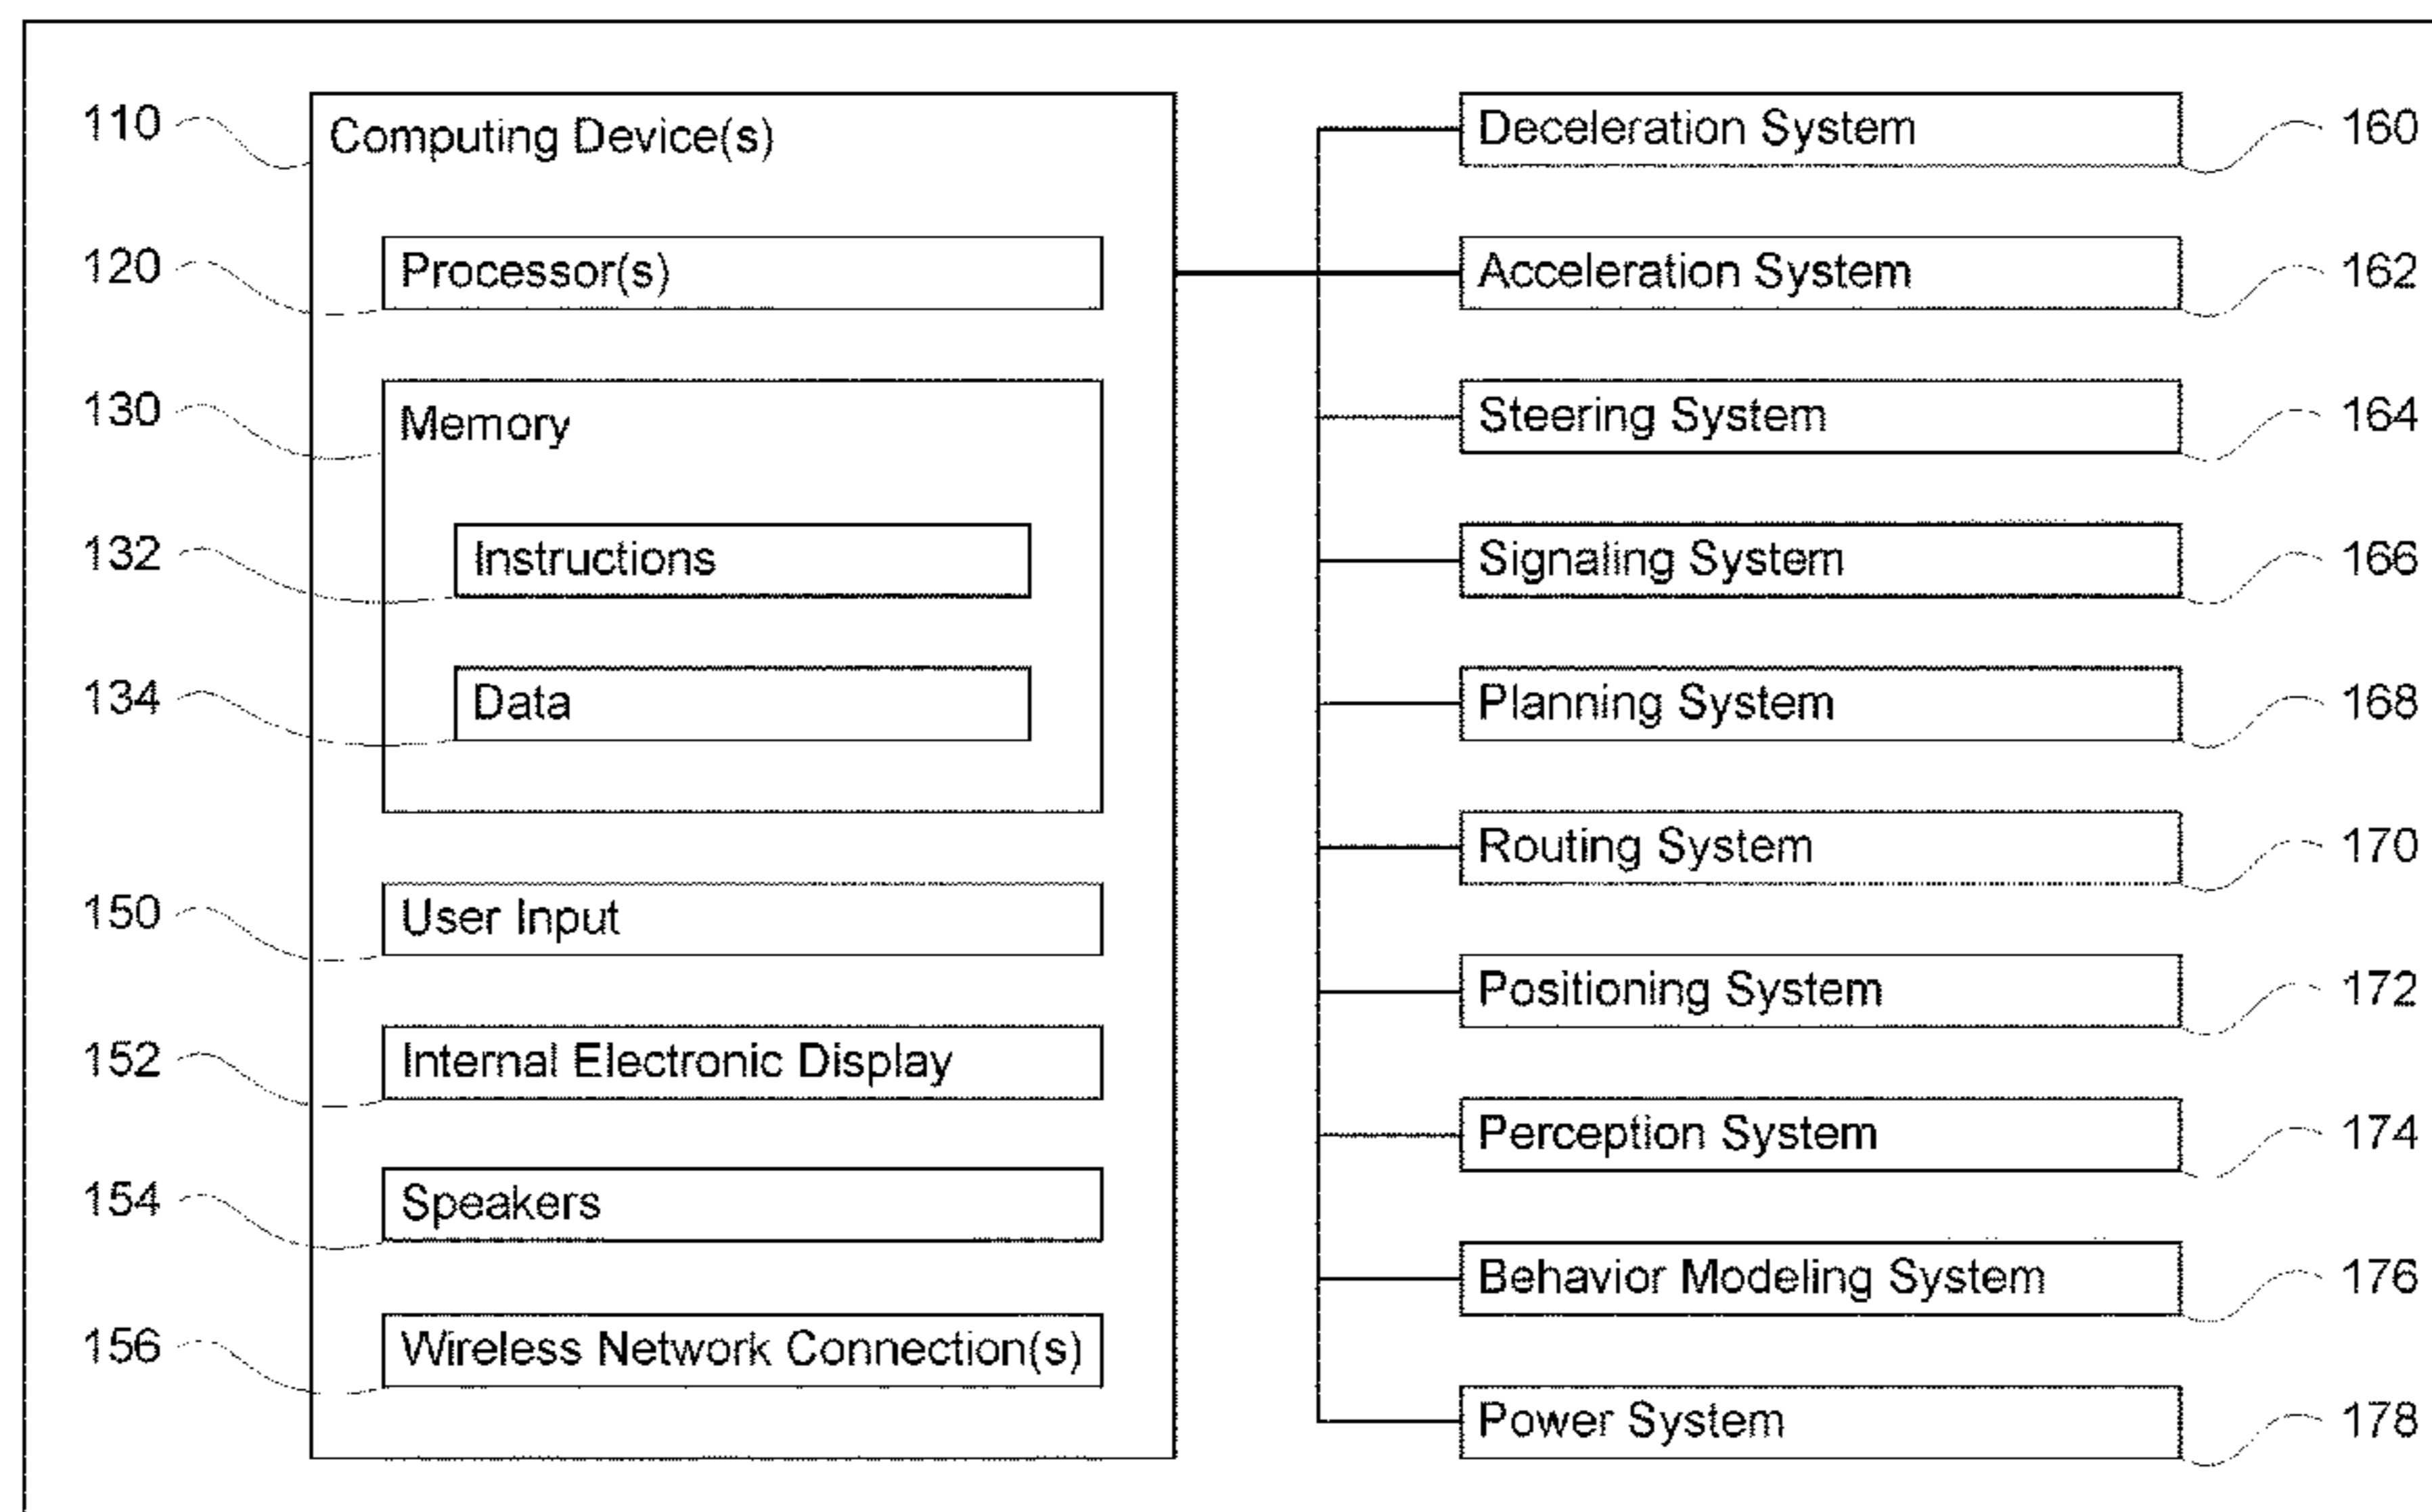 110 Computing Device(s)
120 Processor(s)
130 Memory
132 Instructions
134 Data
150 User Input
152 Internal Electronic Display
154 Speakers
156 Wireless Network Connection(s)
Deceleration System 160
Acceleration System 162
Steering System 164
Signaling System 166
Planning System 168
Routing System 170
Positioning System 172
Perception System 174
Behavior Modeling System 176
Power System 178